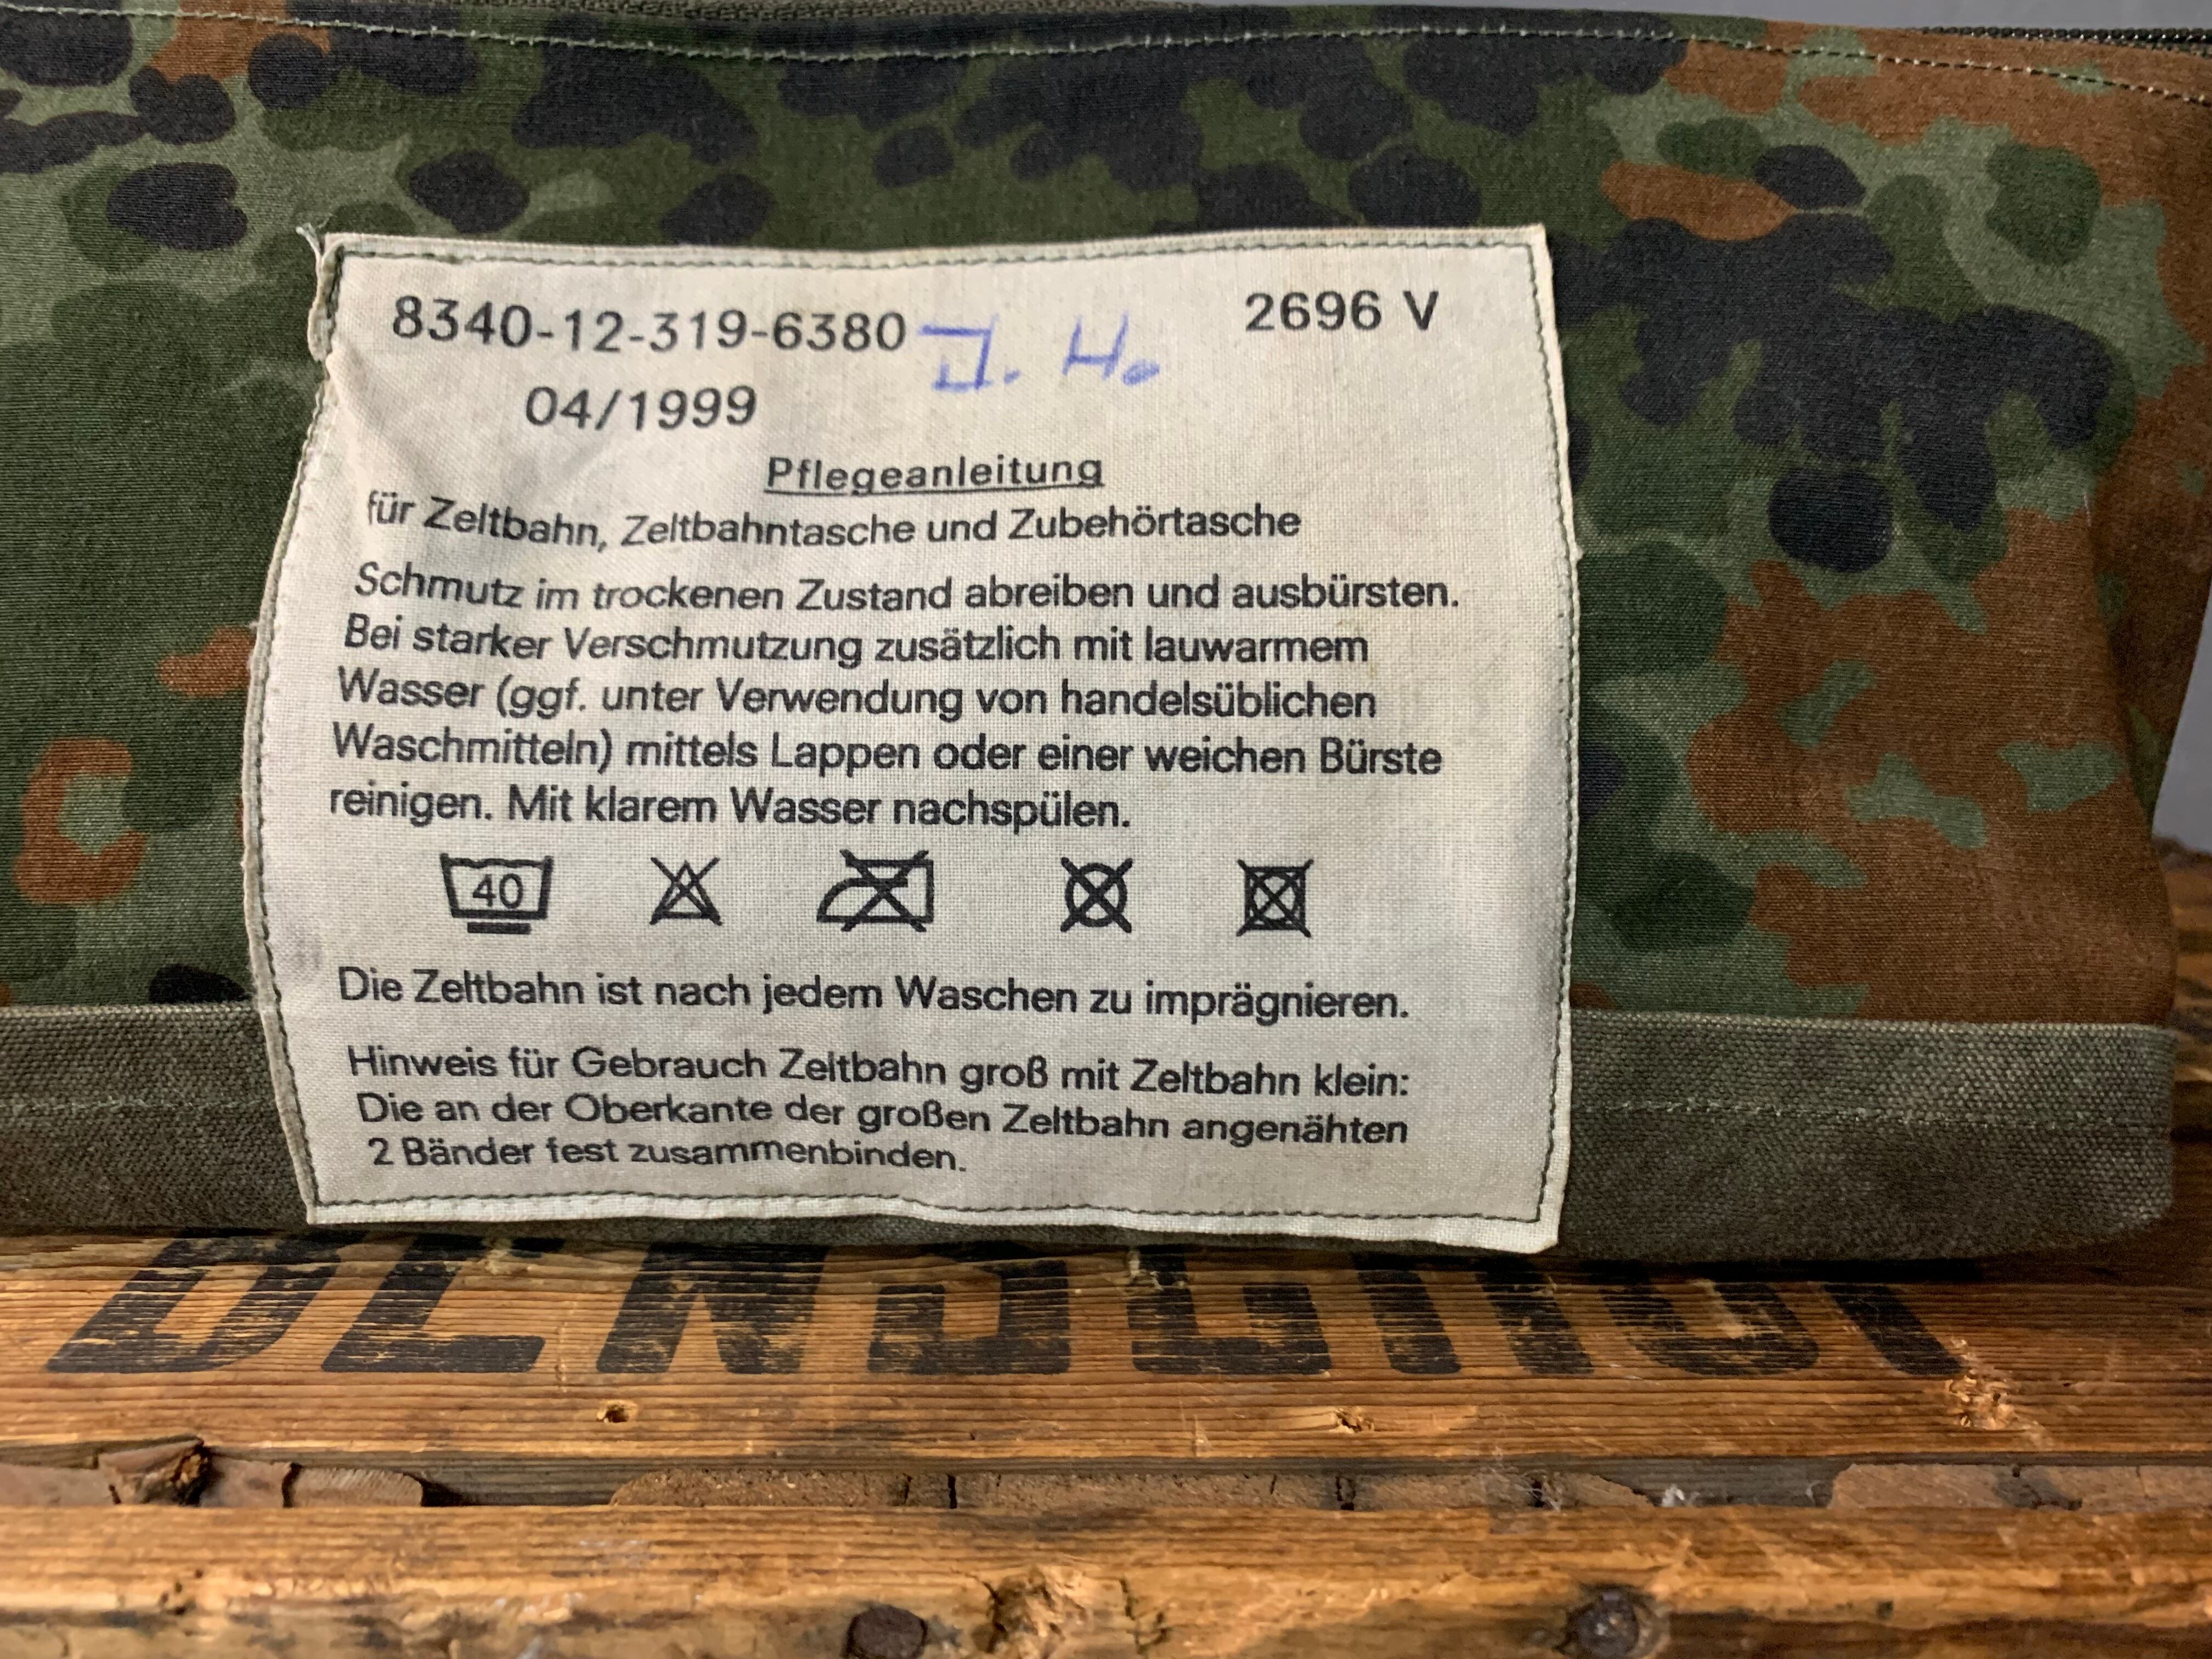 8340-12-319-6380 J. H. 2696 V
04/1999
Pflegeanleitung
für Zeltbahn, Zeltbahntasche und Zubehörtasche
Schmutz im trockenen Zustand abreiben und ausbürsten.
Bei starker Verschmutzung zusätzlich mit lauwarmem
Wasser (ggf. unter Verwendung von handelsüblichen
Waschmitteln) mittels Lappen oder einer weichen Bürste
reinigen. Mit klarem Wasser nachspülen.
40
Die Zeltbahn ist nach jedem Waschen zu imprägnieren.
Hinweis für Gebrauch Zeltbahn groß mit Zeltbahn klein:
Die an der Oberkante der großen Zeltbahn angenähten
2 Bänder fest zusammenbinden.